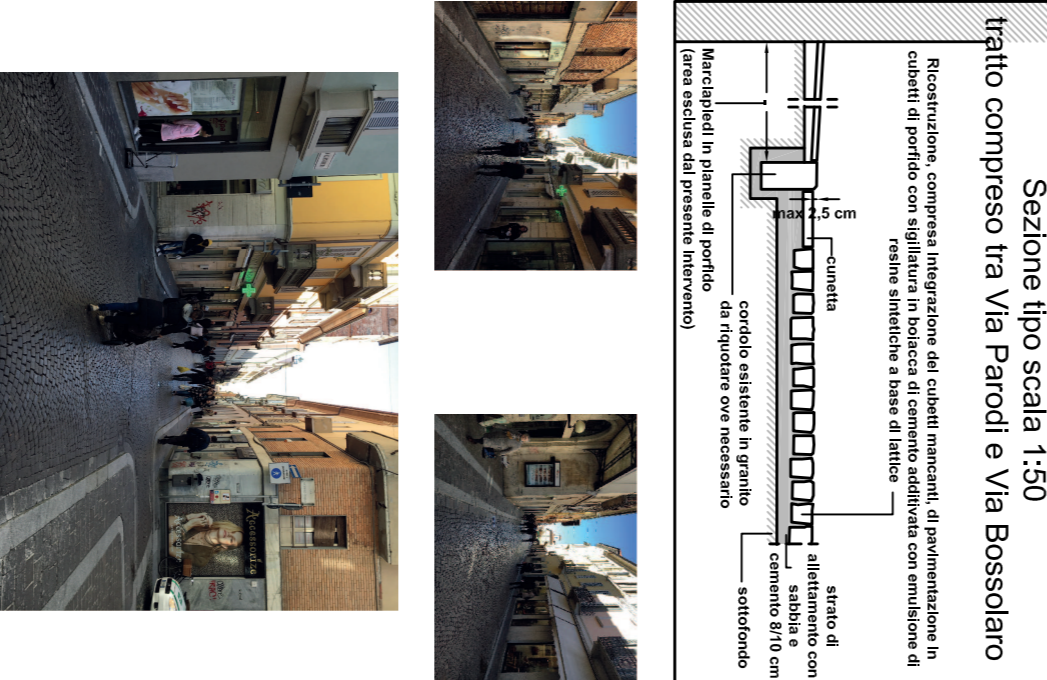 Sezione tipo scala 1:50
tratto compreso tra Via Parodi e Via Bossolaro
Ricostruzione, compresa integrazione dei cubetti mancanti, di pavimentazione in
cubetti di porfido con sigillatura in boiacca di cemento additivata con emulsione di
resine sintetiche a base di lattice
max 2,5 cm
cunetta
strato di
allettamento con
sabbia e
cemento 8/10 cm
sottofondo
cordolo esistente in granito
da riquotare ove necessario
Marciapiedi in pianelle di porfido
(area esclusa dal presente intervento)
Accessorize